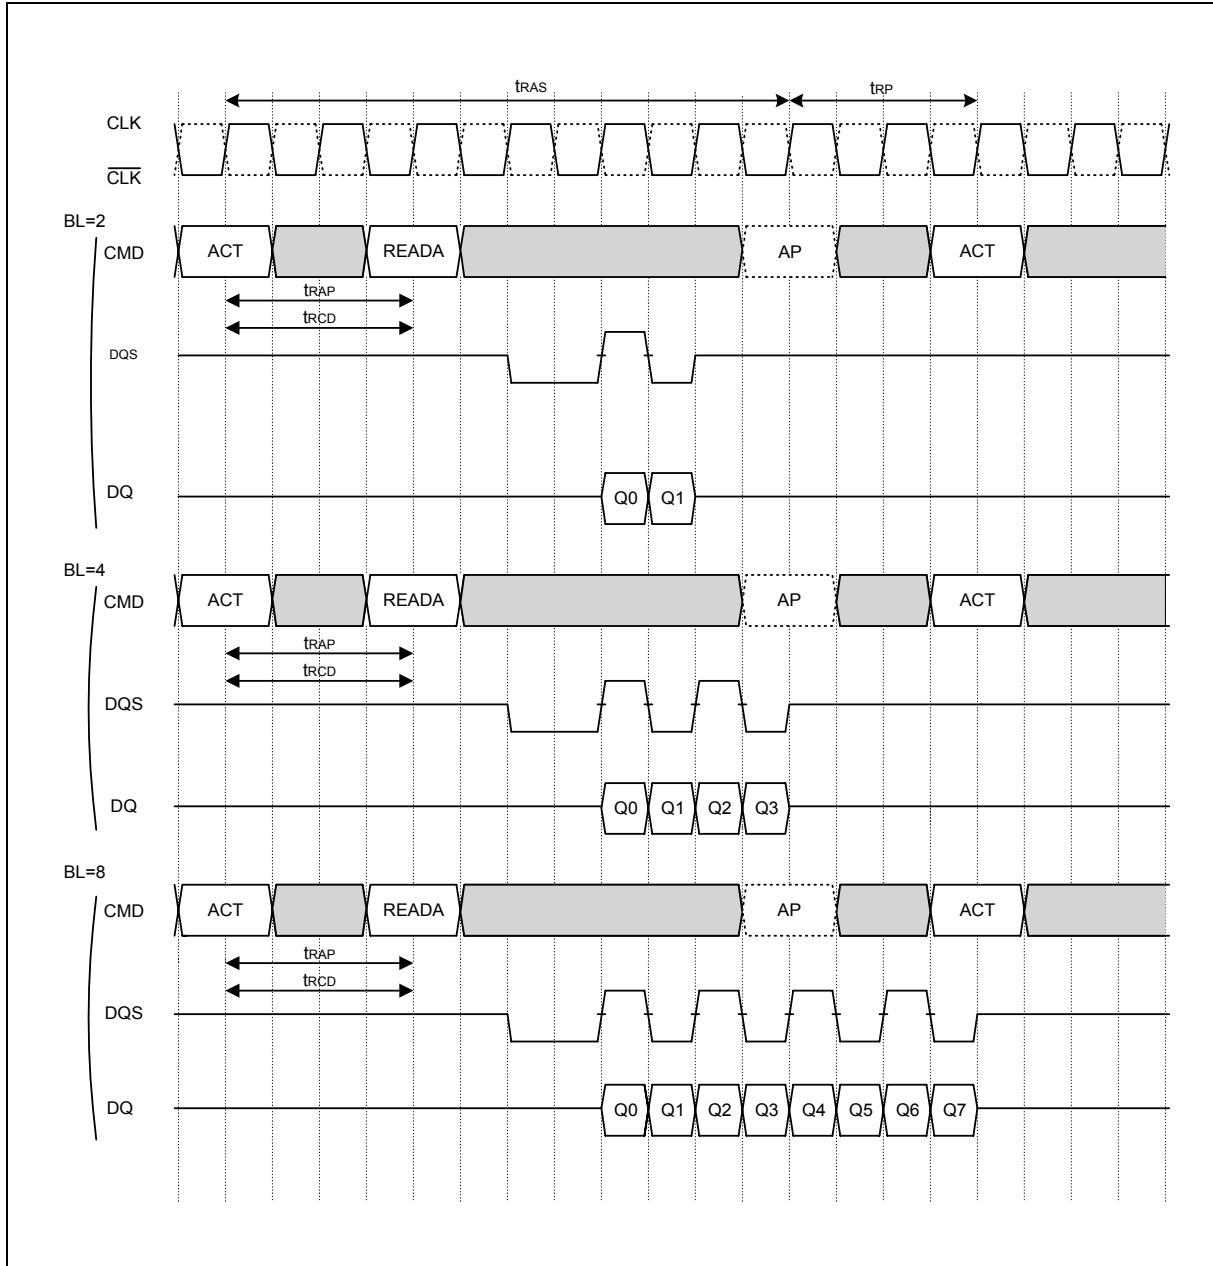 tRAS tRP
CLK
CLK
BL=2
CMD ACT READA AP ACT
tRAP
tRCD
DQS
DQ Q0 Q1
BL=4
CMD ACT READA AP ACT
tRAP
tRCD
DQS
DQ Q0 Q1 Q2 Q3
BL=8
CMD ACT READA AP ACT
tRAP
tRCD
DQS
DQ Q0 Q1 Q2 Q3 Q4 Q5 Q6 Q7